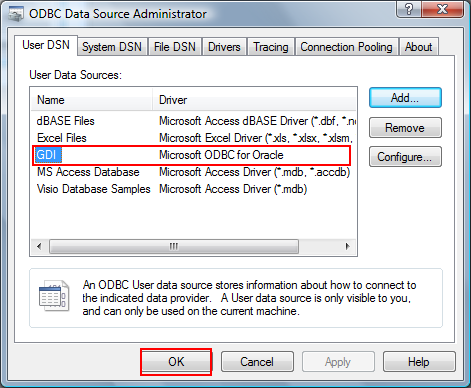 ODBC Data Source Administrator
User DSN System DSN File DSN Drivers Tracing Connection Pooling About
User Data Sources:
Name Driver
dBASE Files Microsoft Access dBASE Driver (*.dbf, *.n
Excel Files Microsoft Excel Driver (*.xls, *.xlsx, *.xlsm,
GDI Microsoft ODBC for Oracle
MS Access Database Microsoft Access Driver (*.mdb, *.accdb)
Visio Database Samples Microsoft Access Driver (*.mdb)
Add...
Remove
Configure...
An ODBC User data source stores information about how to connect to
the indicated data provider. A User data source is only visible to you,
and can only be used on the current machine.
OK Cancel Apply Help